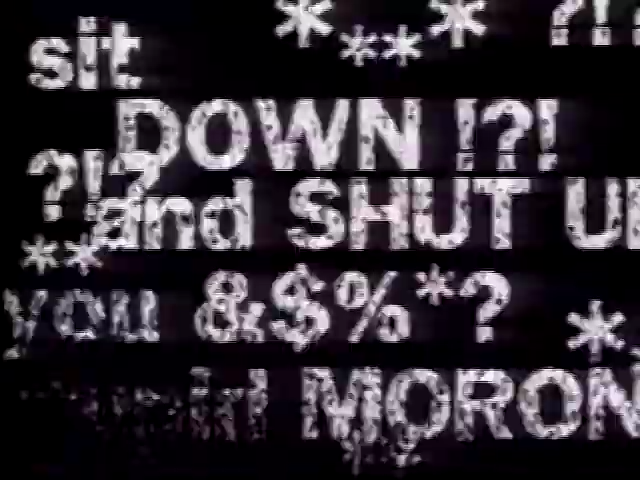 * ** * ?!
sit
DOWN !?!
?!?
and SHUT U
**
you &$%*?
*
MORON